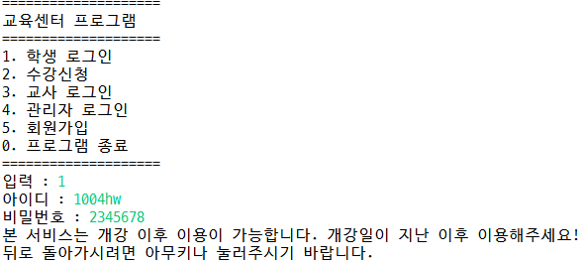 ====================
교육센터 프로그램
====================
1. 학생 로그인
2. 수강신청
3. 교사 로그인
4. 관리자 로그인
5. 회원가입
0. 프로그램 종료
====================
입력 : 1
아이디 : 1004hw
비밀번호 : 2345678
본 서비스는 개강 이후 이용이 가능합니다. 개강일이 지난 이후 이용해주세요!
뒤로 돌아가시려면 아무키나 눌러주시기 바랍니다.